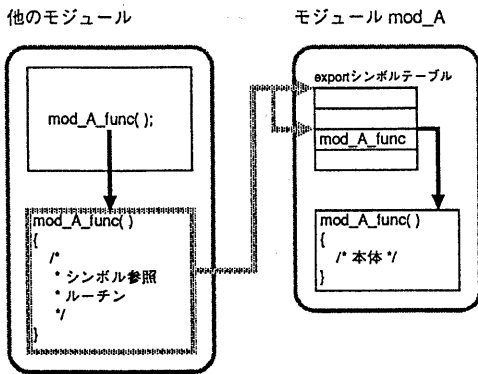 他のモジュール
mod_A_func( );
mod_A_func( )
{
/*
* シンボル参照
* ルーチン
*/
}
モジュール mod_A
exportシンボルテーブル
mod_A_func
mod_A_func( )
{
/* 本体 */
}